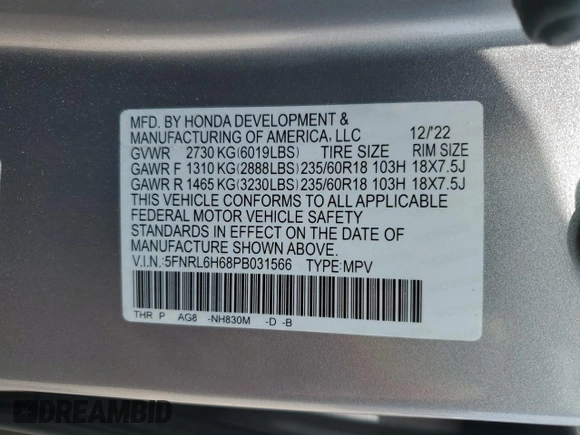 MFD. BY HONDA DEVELOPMENT &
MANUFACTURING OF AMERICA, LLC 12/'22
GVWR 2730 KG(6019LBS) TIRE SIZE RIM SIZE
GAWR F 1310 KG(2888LBS) 235/60R18 103H 18X7.5J
GAWR R 1465 KG(3230LBS) 235/60R18 103H 18X7.5J
THIS VEHICLE CONFORMS TO ALL APPLICABLE
FEDERAL MOTOR VEHICLE SAFETY
STANDARDS IN EFFECT ON THE DATE OF
MANUFACTURE SHOWN ABOVE.
V.I.N.:5FNRL6H68PB031566 TYPE:MPV
THR P AG8 -NH830M -D -B
DREAMBID